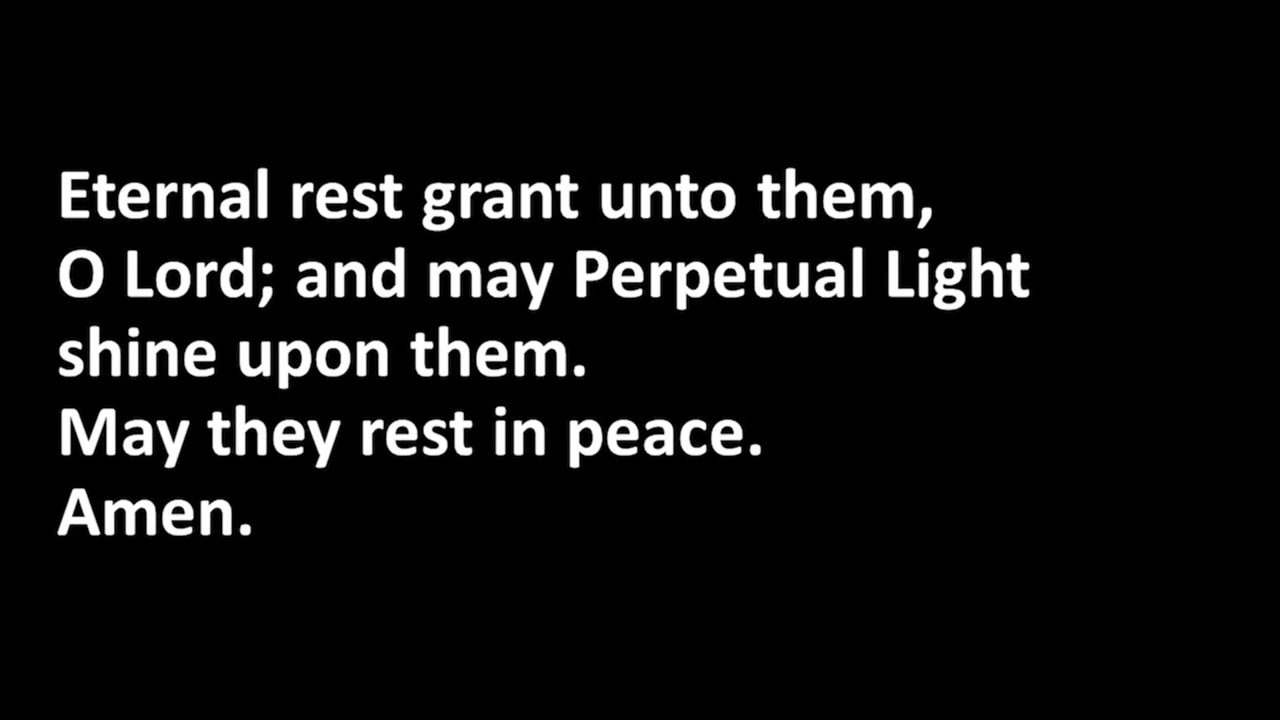 Eternal rest grant unto them,
O Lord; and may Perpetual Light
shine upon them.
May they rest in peace.
Amen.